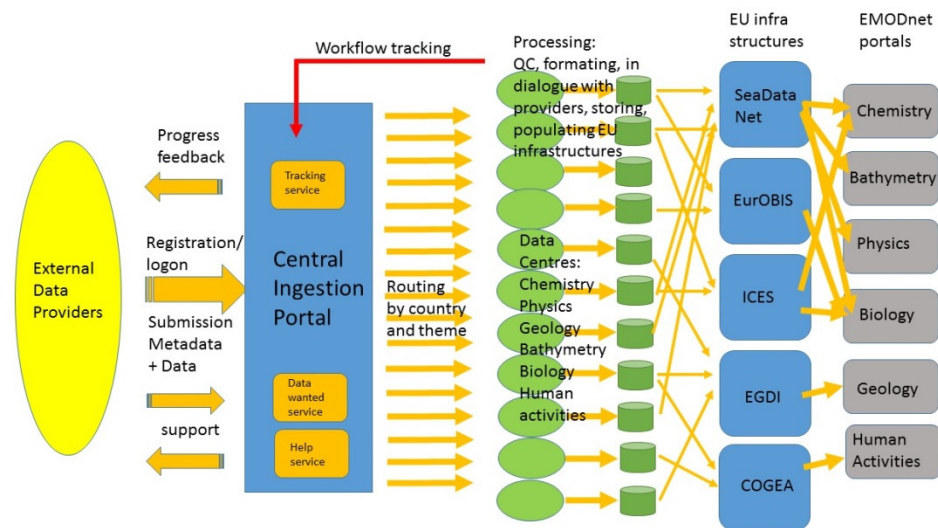 Workflow tracking
Processing:
QC, formating, in
dialogue with
providers, storing,
populating EU
infrastructures
EU infra
structures
EMODnet
portals
Progress
feedback
Registration/
logon
Submission
Metadata
+ Data
support
External
Data
Providers
Tracking
service
Central
Ingestion
Portal
Data
wanted
service
Help
service
Routing
by country
and theme
Data
Centres:
Chemistry
Physics
Geology
Bathymetry
Biology
Human
activities
SeaData
Net
EurOBIS
ICES
EGDI
COGEA
Chemistry
Bathymetry
Physics
Biology
Geology
Human
Activities